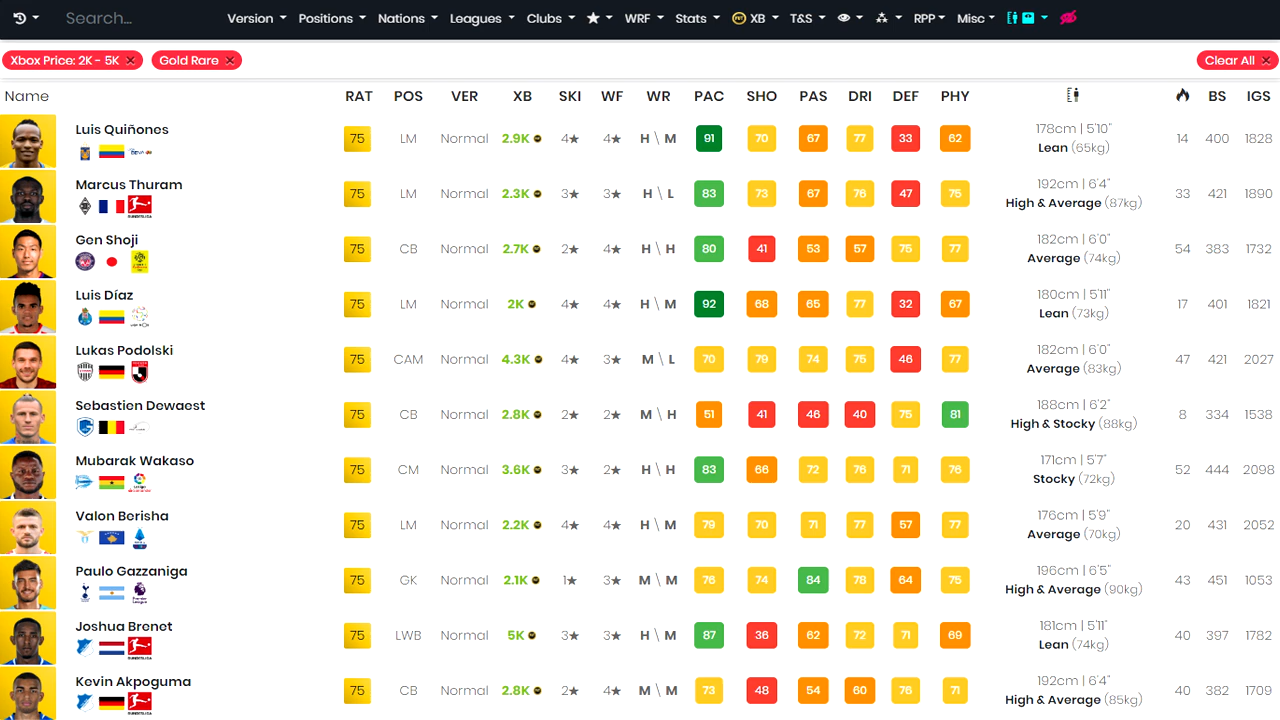 Search... Version Positions Nations Leagues Clubs ★ WRF Stats XB T&S RPP Misc
Xbox Price: 2K - 5K ✕ Gold Rare ✕ Clear All ✕
Name RAT POS VER XB SKI WF WR PAC SHO PAS DRI DEF PHY BS IGS
Luis Quiñones 75 LM Normal 2.9K 4★ 4★ H \ M 91 70 67 77 33 62 178cm | 5'10" Lean (65kg) 14 400 1828
Marcus Thuram 75 LM Normal 2.3K 3★ 3★ H \ L 83 73 67 76 47 75 192cm | 6'4" High & Average (87kg) 33 421 1890
Gen Shoji 75 CB Normal 2.7K 2★ 4★ H \ H 80 41 53 57 75 77 182cm | 6'0" Average (74kg) 54 383 1732
Luis Díaz 75 LM Normal 2K 4★ 4★ H \ M 92 68 65 77 32 67 180cm | 5'11" Lean (73kg) 17 401 1821
Lukas Podolski 75 CAM Normal 4.3K 4★ 3★ M \ L 70 79 74 75 46 77 182cm | 6'0" Average (83kg) 47 421 2027
Sebastien Dewaest 75 CB Normal 2.8K 2★ 2★ M \ H 51 41 46 40 75 81 188cm | 6'2" High & Stocky (88kg) 8 334 1538
Mubarak Wakaso 75 CM Normal 3.6K 3★ 2★ H \ H 83 66 72 76 71 76 171cm | 5'7" Stocky (72kg) 52 444 2098
Valon Berisha 75 LM Normal 2.2K 4★ 4★ H \ M 79 70 71 77 57 77 176cm | 5'9" Average (70kg) 20 431 2052
Paulo Gazzaniga 75 GK Normal 2.1K 1★ 3★ M \ M 76 74 84 78 64 75 196cm | 6'5" High & Average (90kg) 43 451 1053
Joshua Brenet 75 LWB Normal 5K 3★ 3★ H \ M 87 36 62 72 71 69 181cm | 5'11" Lean (74kg) 40 397 1782
Kevin Akpoguma 75 CB Normal 2.8K 2★ 4★ M \ M 73 48 54 60 76 71 192cm | 6'4" High & Average (85kg) 40 382 1709